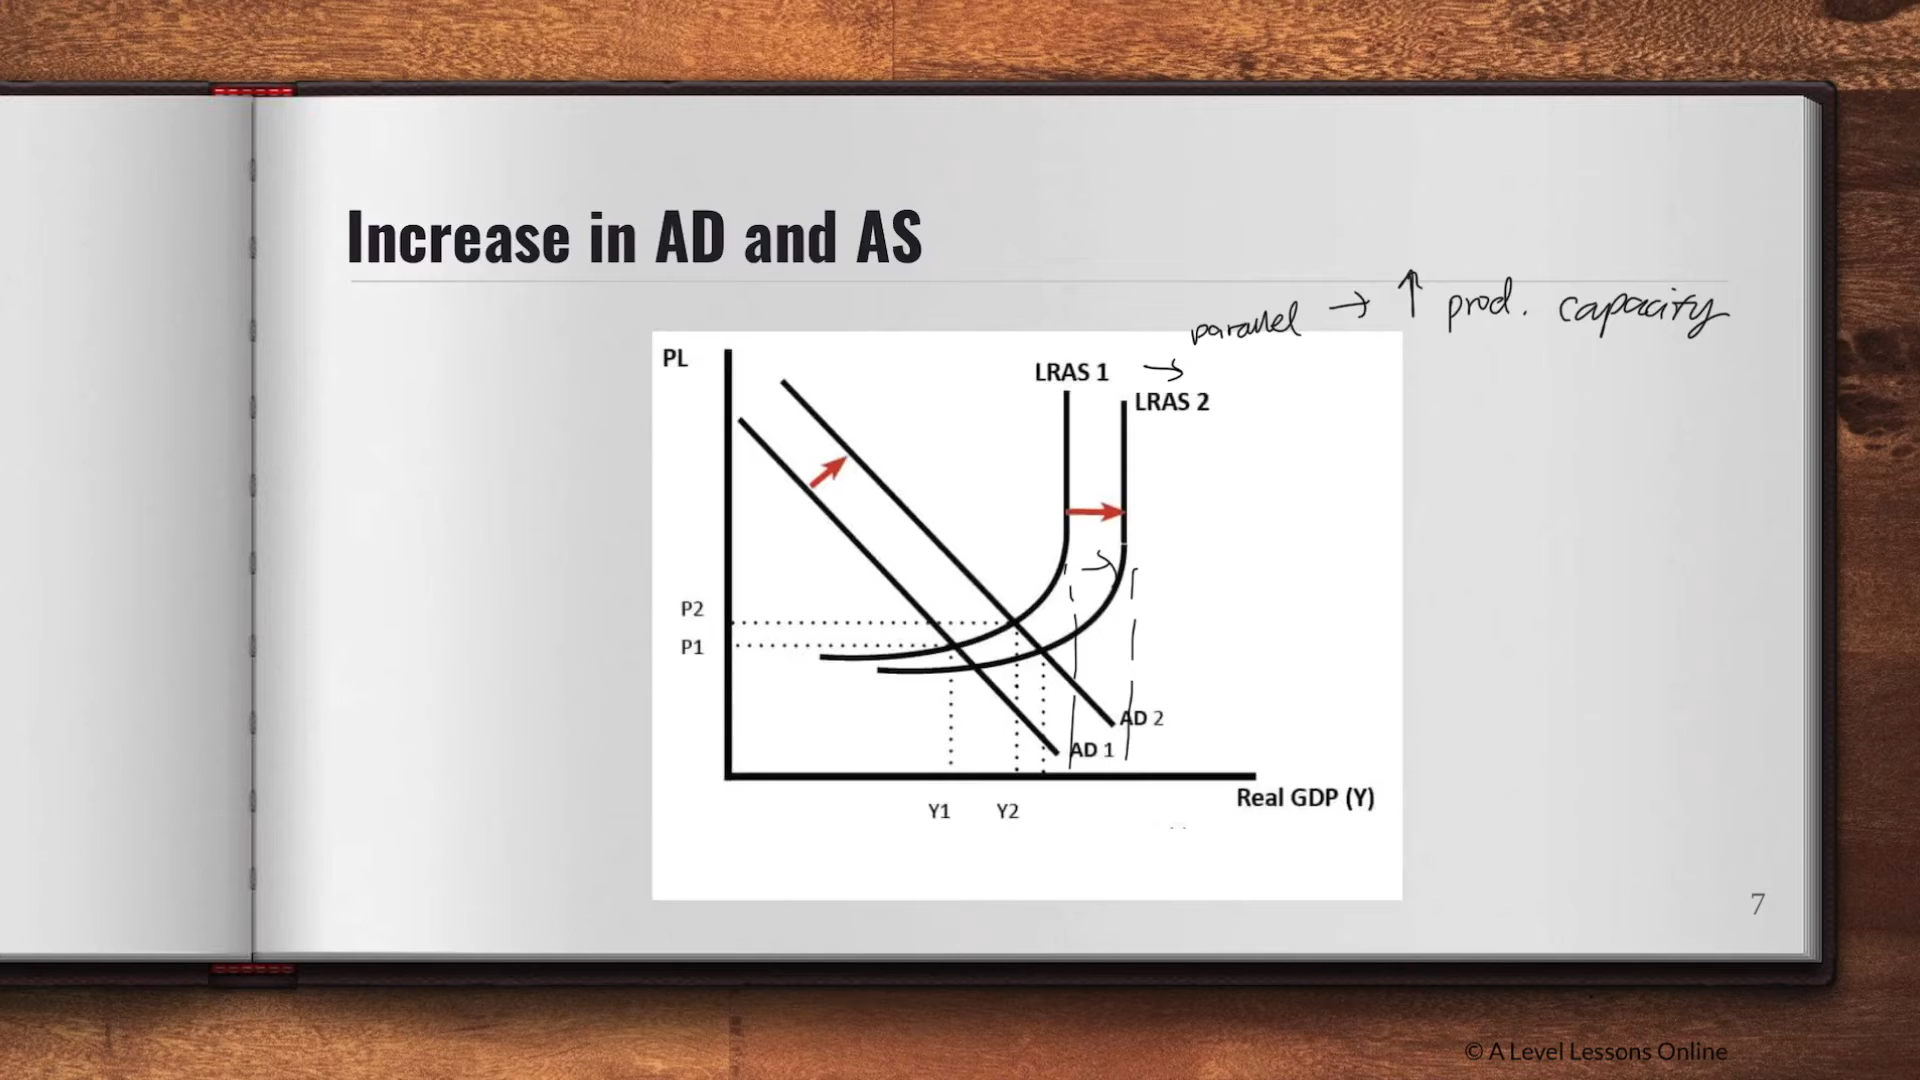 Increase in AD and AS
parallel → ↑ prod. capacity
PL
LRAS 1 →
LRAS 2
P2
P1
AD 2
AD 1
Real GDP (Y)
Y1 Y2
7
© A Level Lessons Online